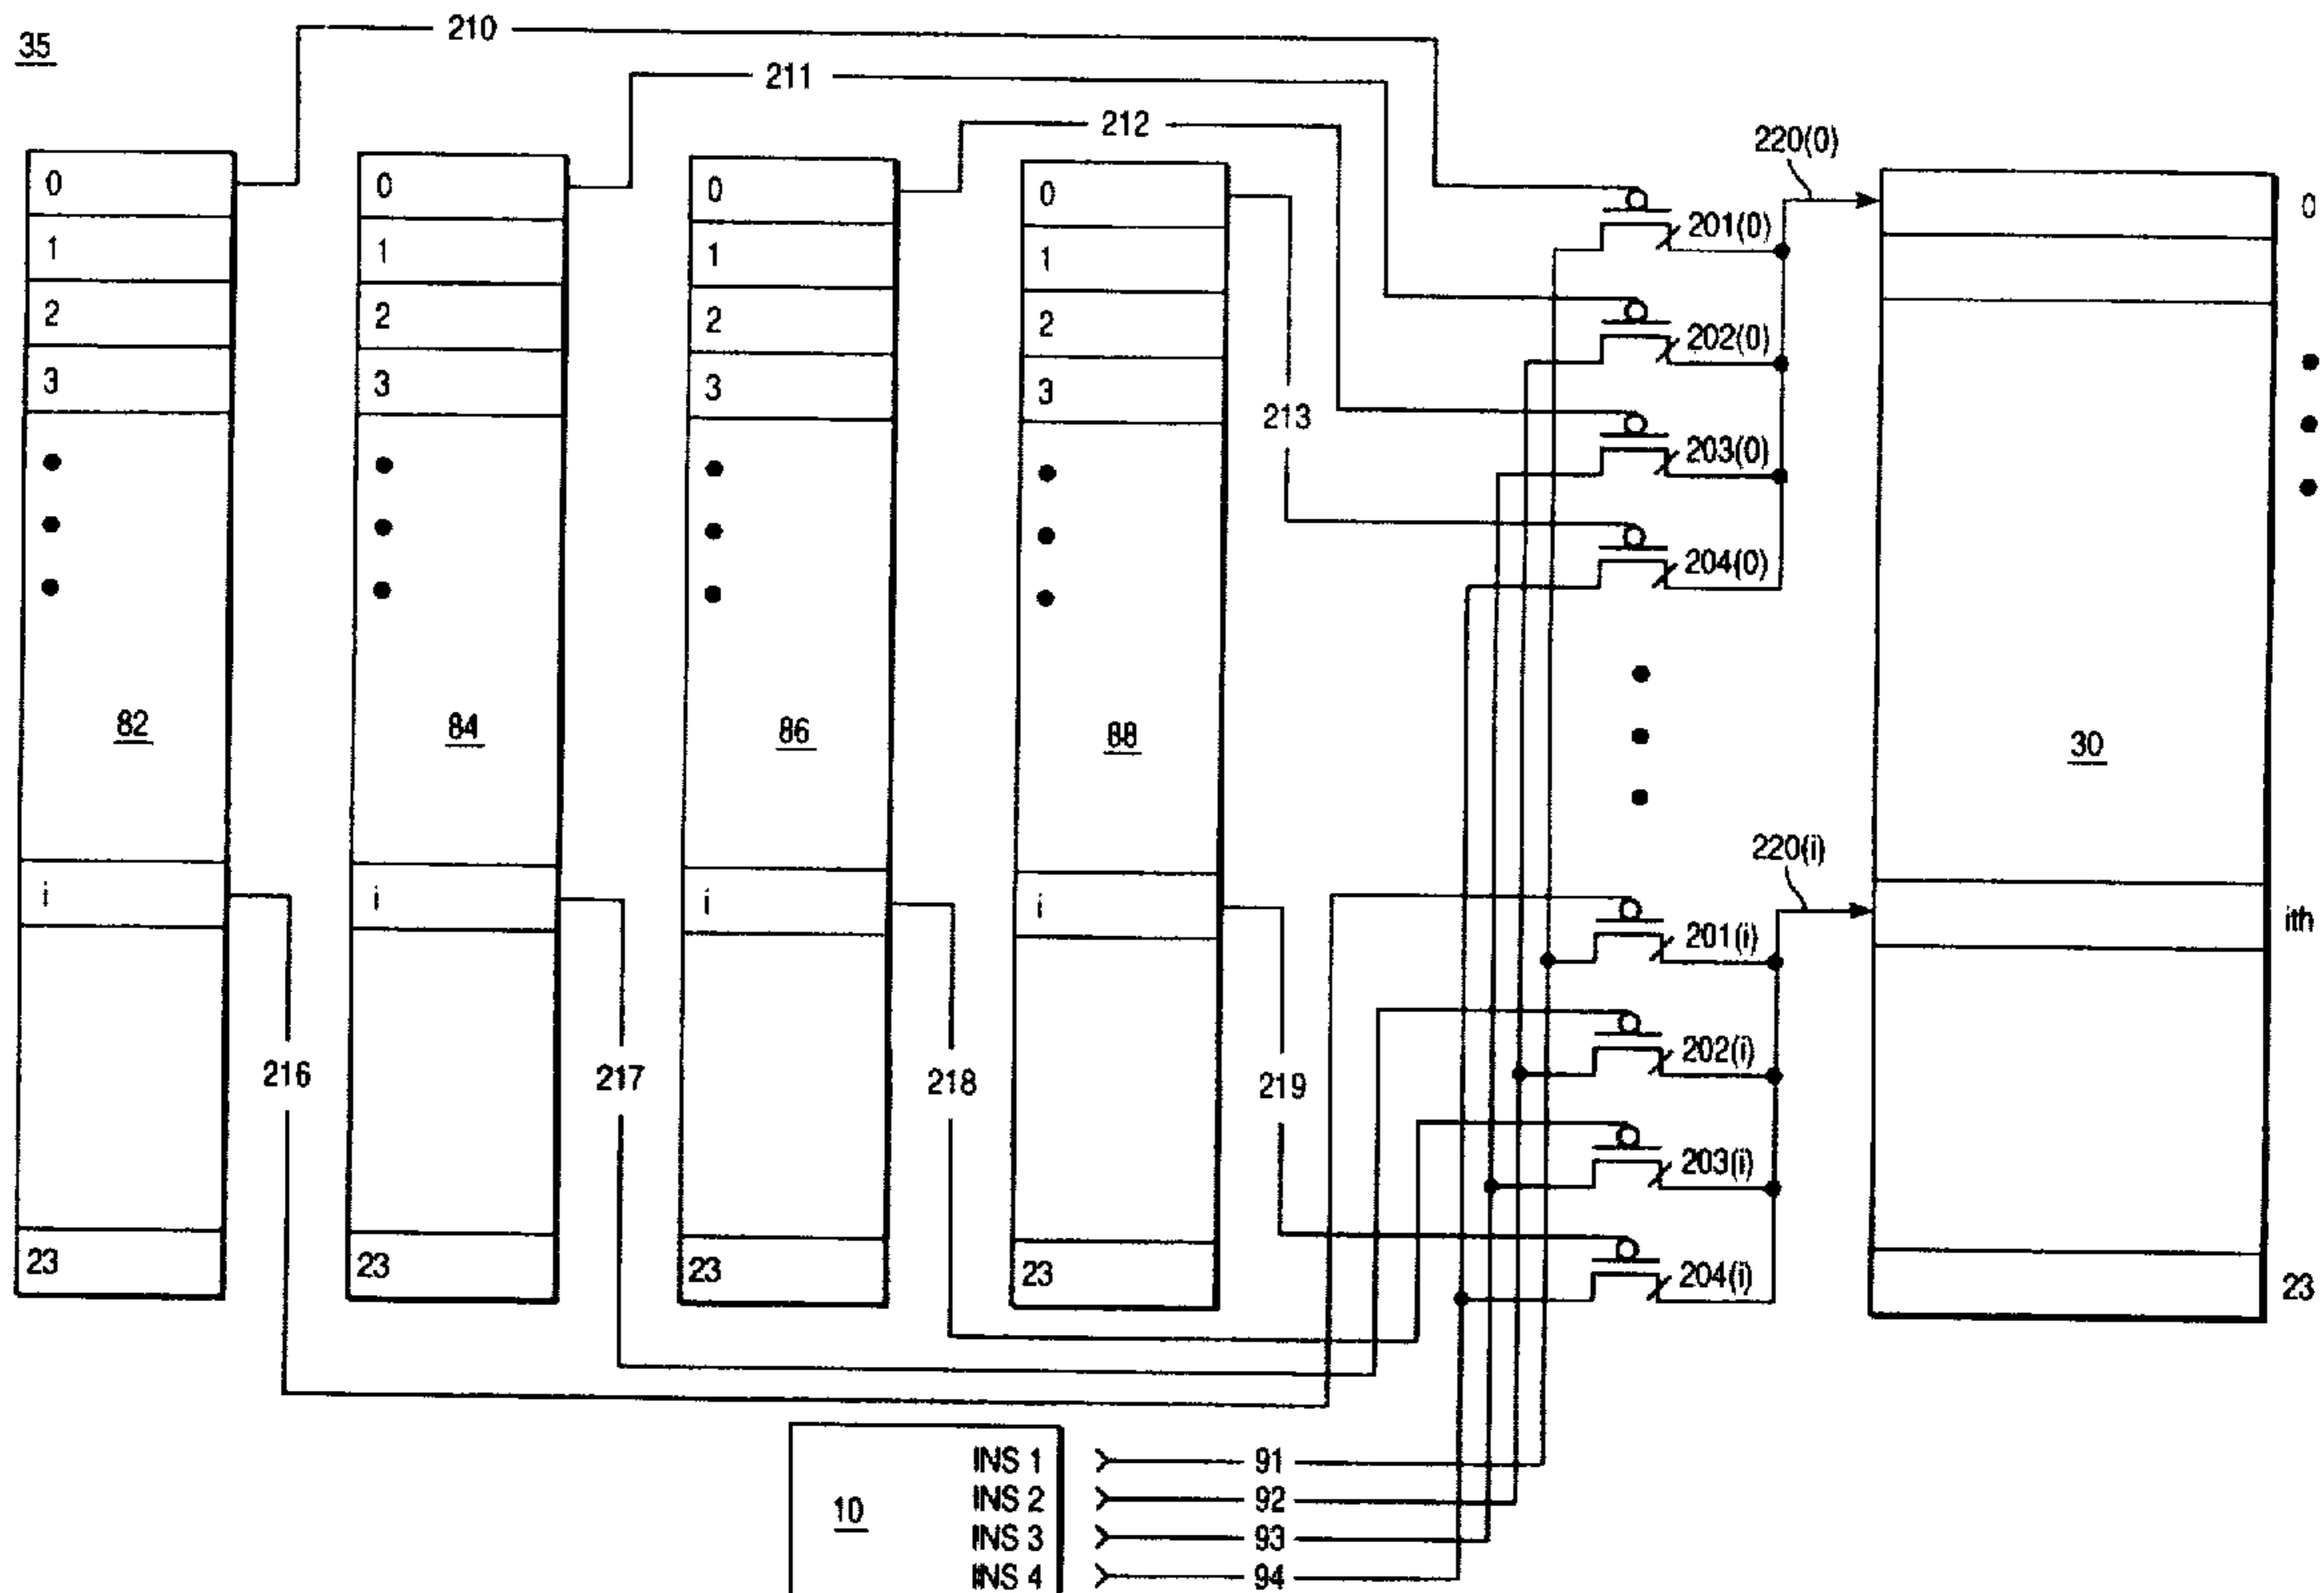 35
210
211
212
220(0)
0 0 0 0 0
201(0)
1 1 1 1
2 2 2 2
202(0)
3 3 3 3
213
203(0)
204(0)
82 84 86 88 30
220(i)
i i i i ith
201(i)
216 217 218 219
202(i)
203(i)
23 23 23 23 204(i) 23
INS 1 91
INS 2 92
10
INS 3 93
INS 4 94